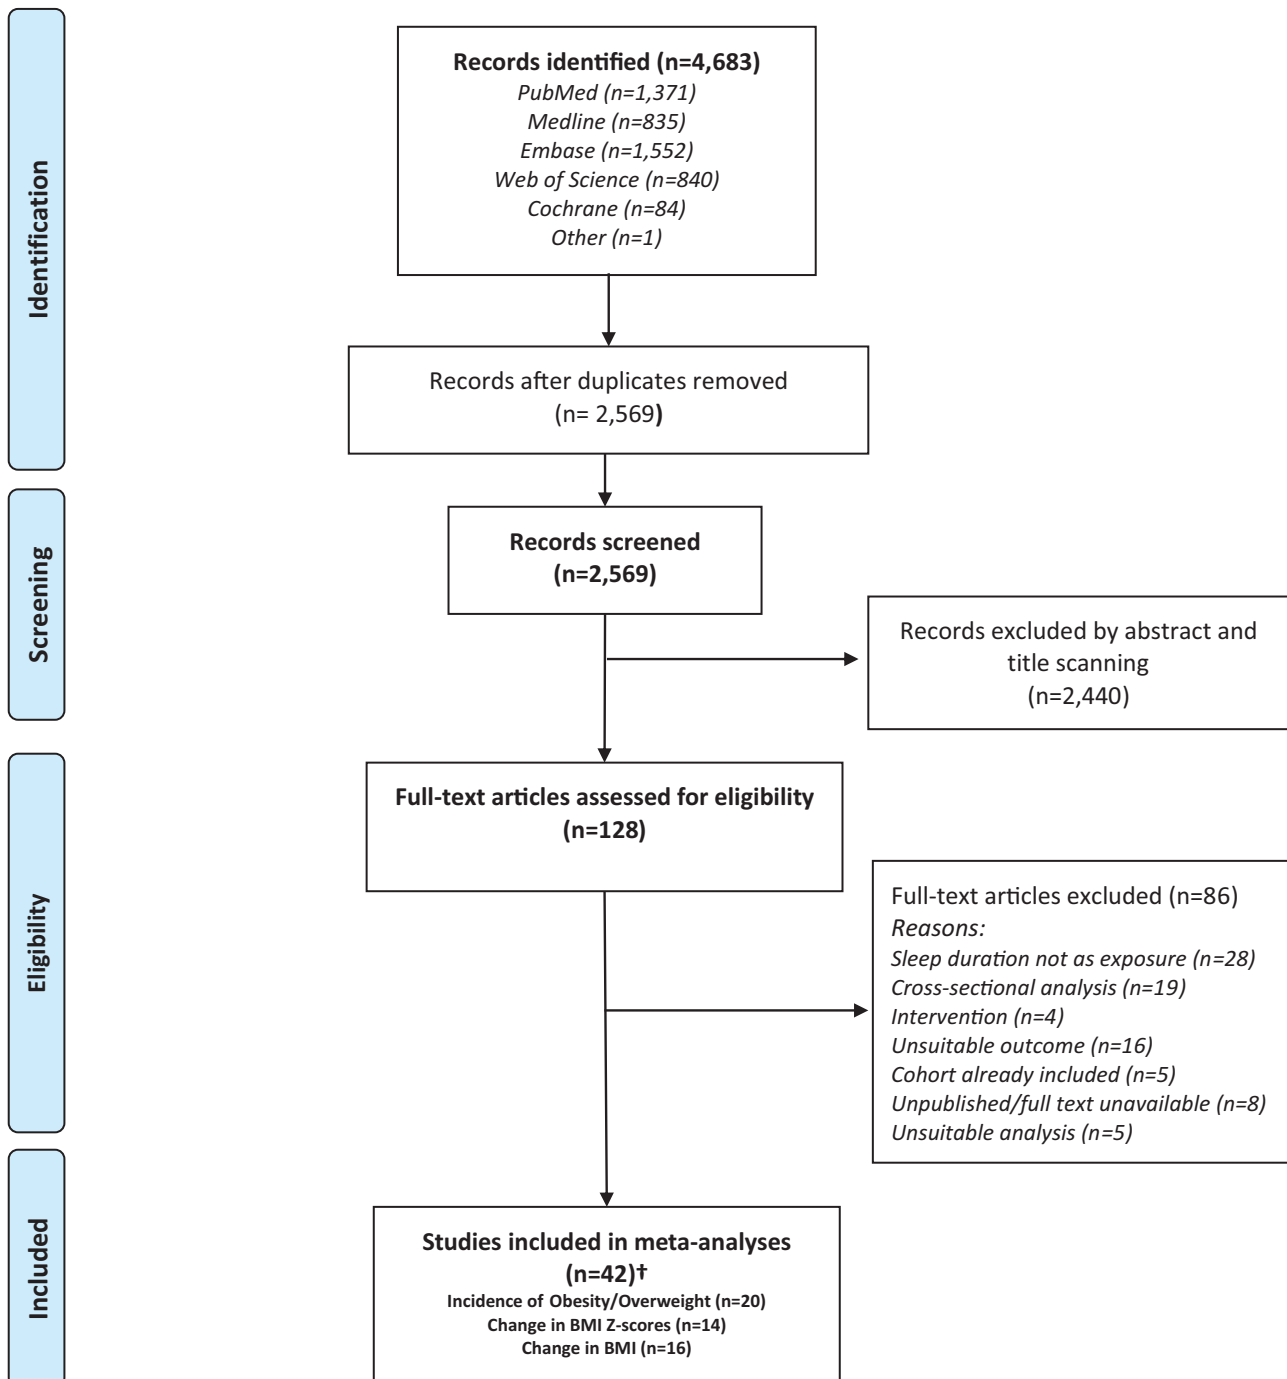 Identification
Records identified (n=4,683)
PubMed (n=1,371)
Medline (n=835)
Embase (n=1,552)
Web of Science (n=840)
Cochrane (n=84)
Other (n=1)
Records after duplicates removed
(n= 2,569)
Screening
Records screened
(n=2,569)
Records excluded by abstract and
title scanning
(n=2,440)
Eligibility
Full-text articles assessed for eligibility
(n=128)
Full-text articles excluded (n=86)
Reasons:
Sleep duration not as exposure (n=28)
Cross-sectional analysis (n=19)
Intervention (n=4)
Unsuitable outcome (n=16)
Cohort already included (n=5)
Unpublished/full text unavailable (n=8)
Unsuitable analysis (n=5)
Included
Studies included in meta-analyses
(n=42)†
Incidence of Obesity/Overweight (n=20)
Change in BMI Z-scores (n=14)
Change in BMI (n=16)